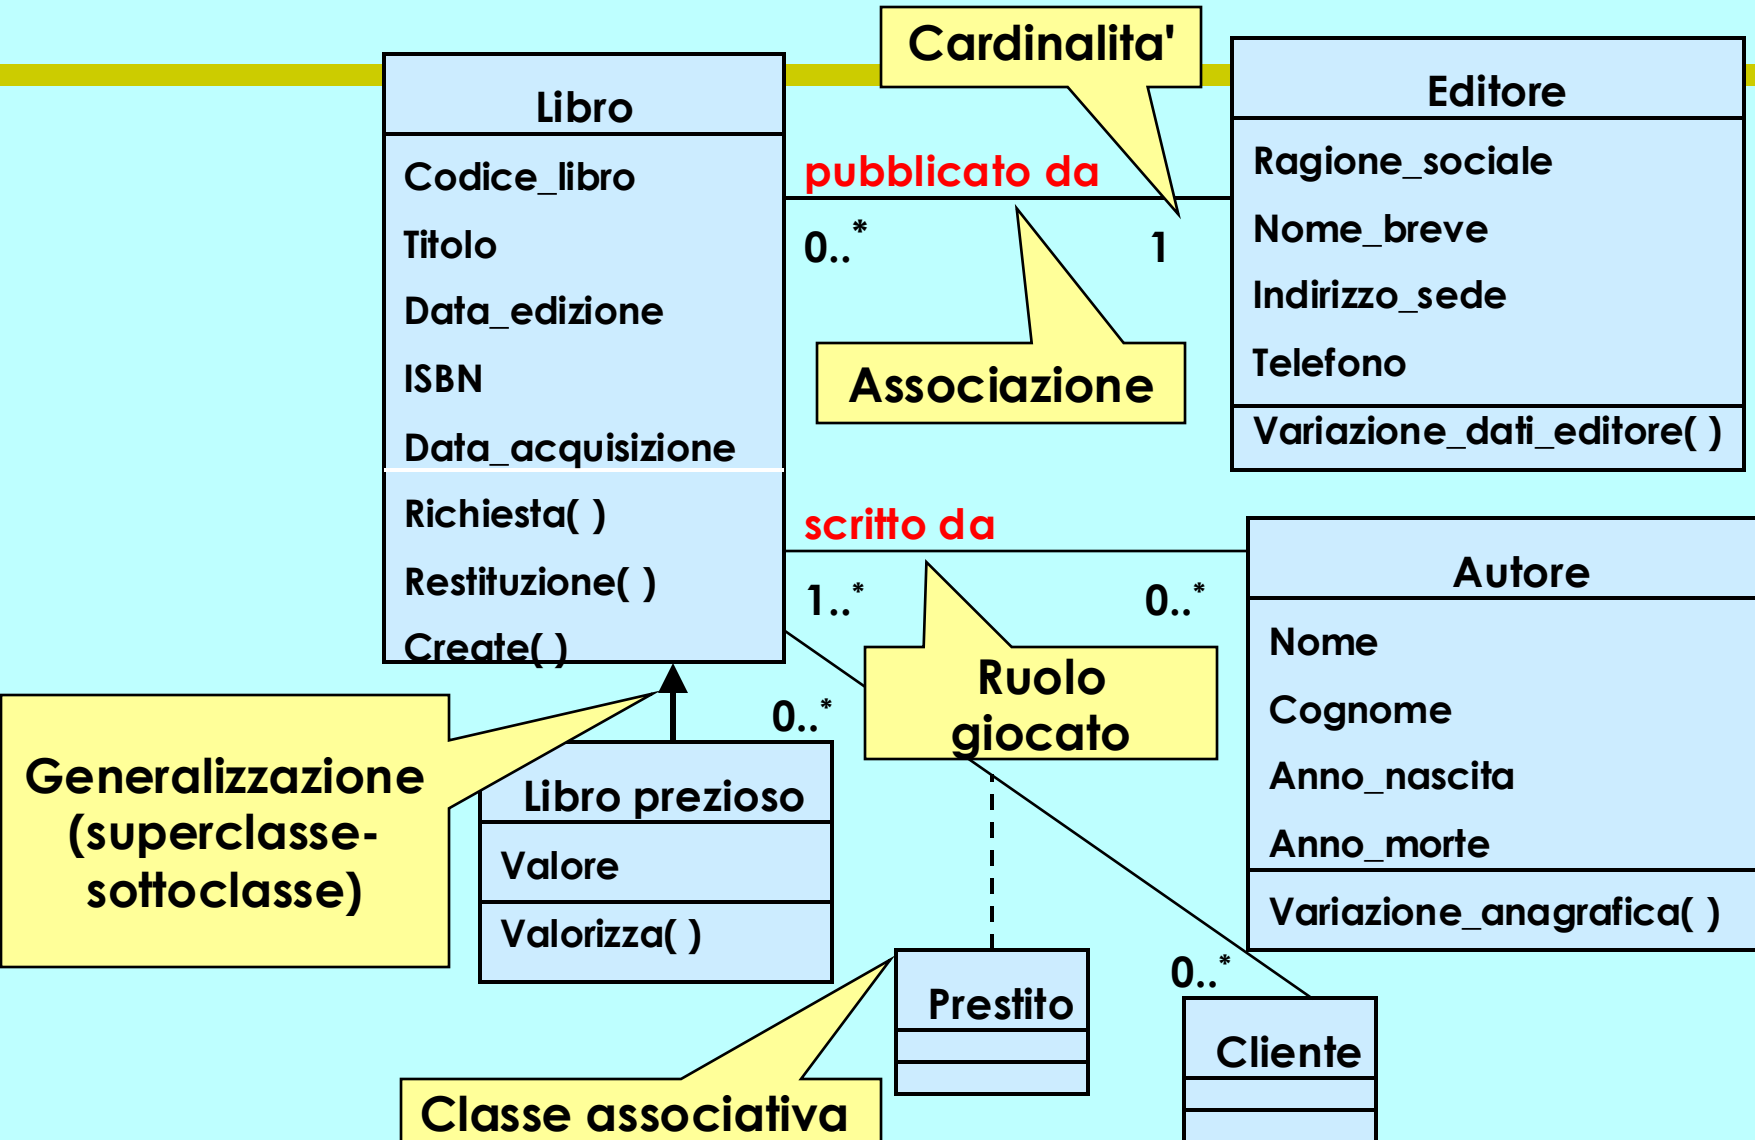 Cardinalita'
Libro
Codice_libro
Titolo
Data_edizione
ISBN
Data_acquisizione
Richiesta( )
Restituzione( )
Create( )
pubblicato da
0..*
1
Associazione
Editore
Ragione_sociale
Nome_breve
Indirizzo_sede
Telefono
Variazione_dati_editore( )
scritto da
1..*
0..*
Ruolo
giocato
Autore
Nome
Cognome
Anno_nascita
Anno_morte
Variazione_anagrafica( )
Generalizzazione
(superclasse-
sottoclasse)
0..*
Libro prezioso
Valore
Valorizza( )
Prestito
0..*
Cliente
Classe associativa